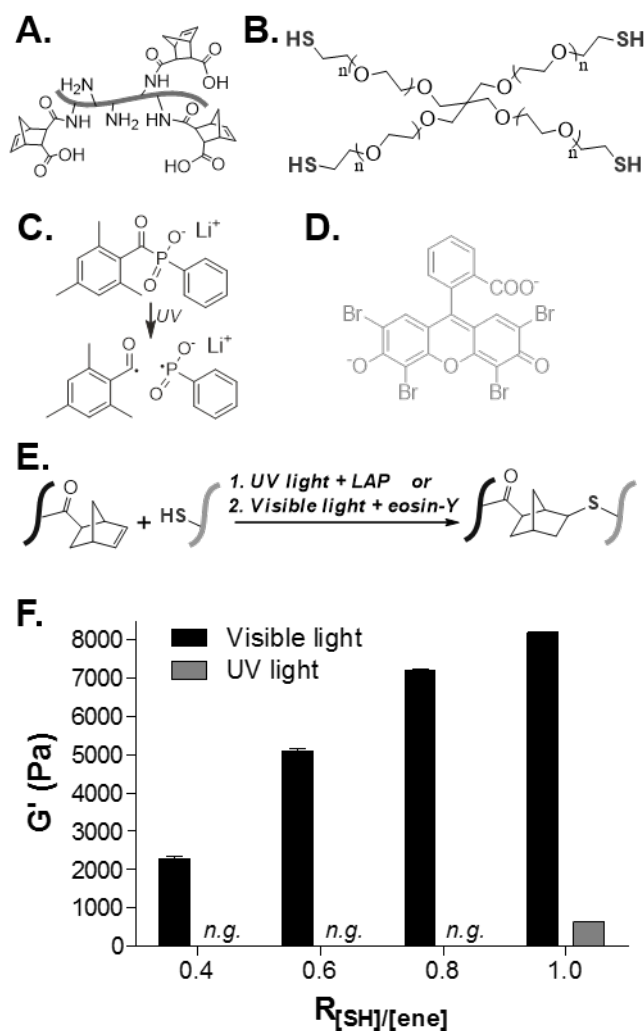 A.
O
H₂N
NH
O
OH
O
NH
NH₂
HN
O
OH
O
OH
O
B.
HS
SH
O
O
O
O
n
n
O
O
O
O
n
n
HS
SH
C.
O
O⁻
Li⁺
P
O
UV
O
O⁻
Li⁺
P
O
D.
COO⁻
Br
Br
⁻O
O
O
Br
Br
E.
O
HS
+
1. UV light + LAP or
2. Visible light + eosin-Y
O
S
F.
Visible light
UV light
G' (Pa)
8000
7000
6000
5000
4000
3000
2000
1000
0
n.g.
n.g.
n.g.
0.4
0.6
0.8
1.0
R[SH]/[ene]